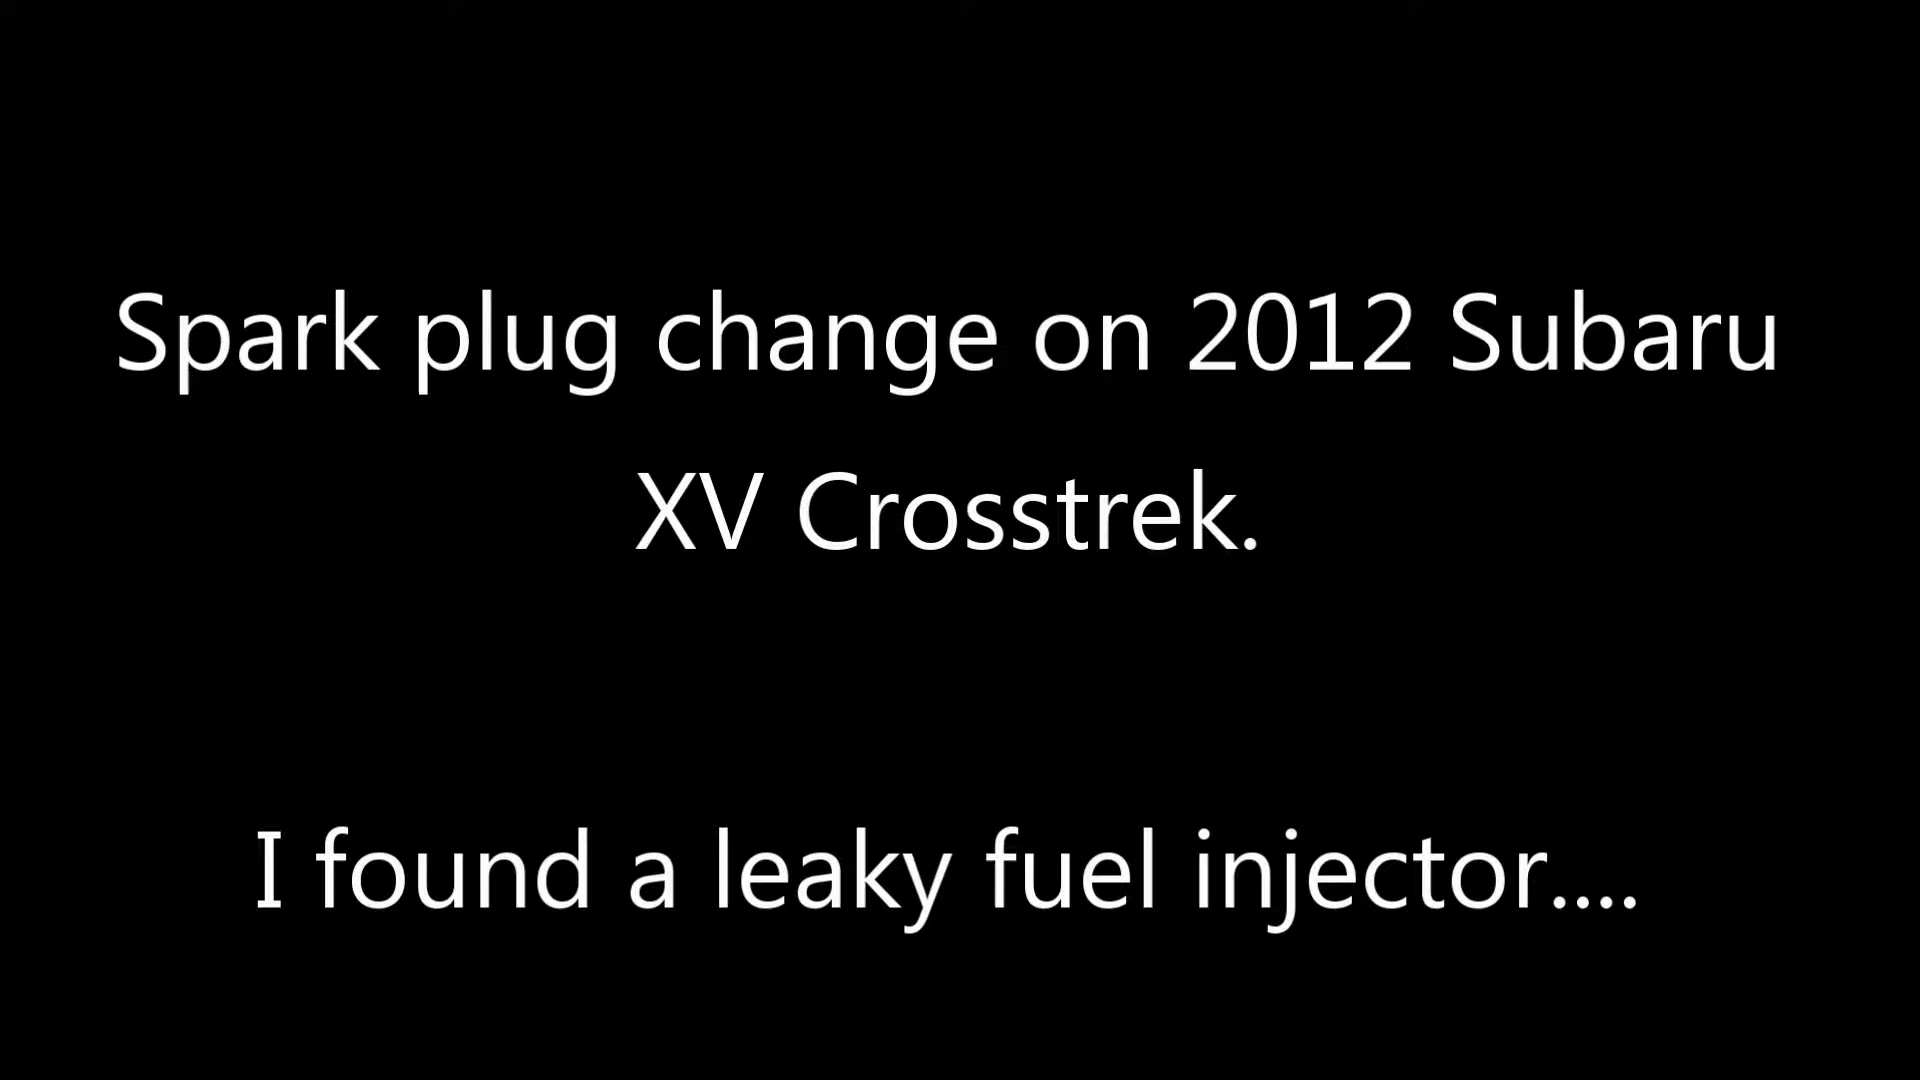 Spark plug change on 2012 Subaru
XV Crosstrek.
I found a leaky fuel injector....